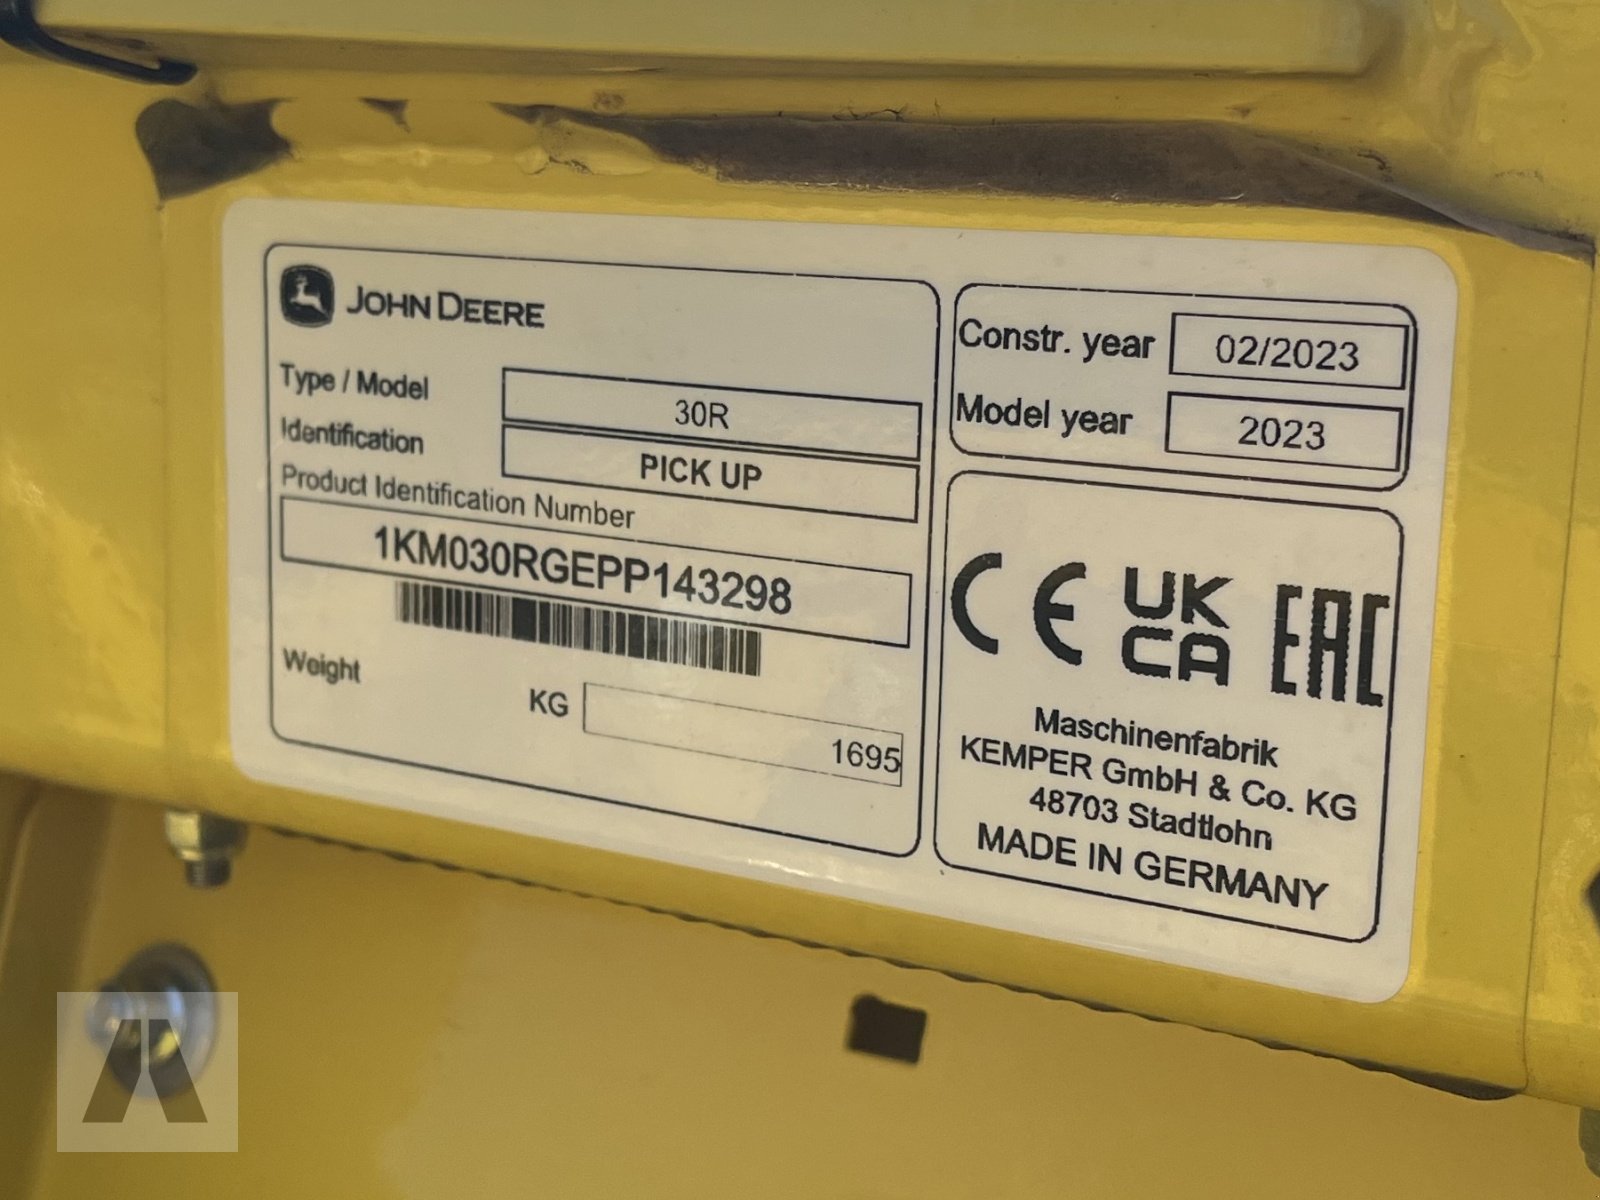 JOHN DEERE
Type / Model
30R
Identification
PICK UP
Product Identification Number
1KM030RGEPP143298
Weight
KG
1695
Constr. year
02/2023
Model year
2023
CE
UK
CA
EAC
Maschinenfabrik
KEMPER GmbH & Co. KG
48703 Stadtlohn
MADE IN GERMANY